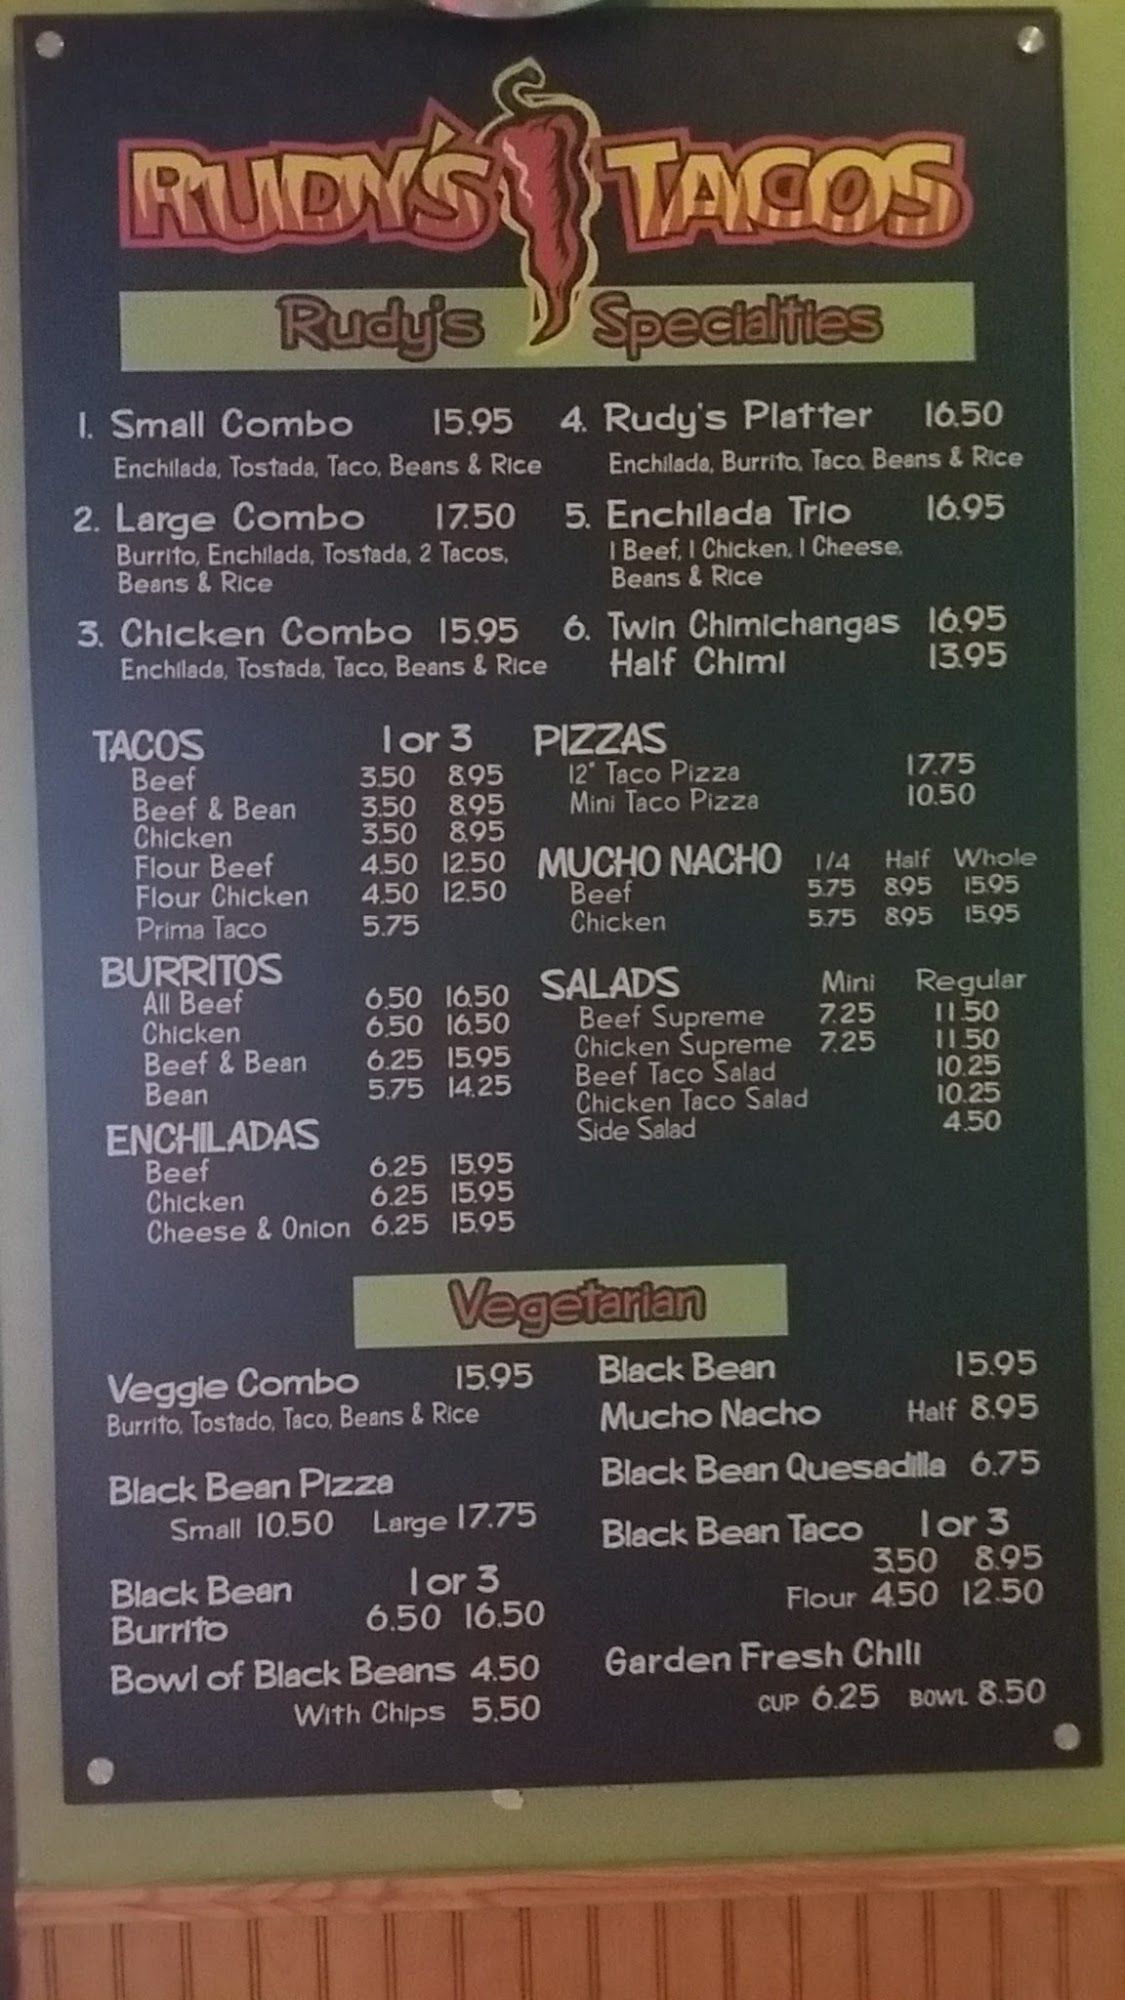 RUDY'S TACOS
Rudy's Specialties
1. Small Combo 15.95
Enchilada, Tostada, Taco, Beans & Rice
2. Large Combo 17.50
Burrito, Enchilada, Tostada, 2 Tacos,
Beans & Rice
3. Chicken Combo 15.95
Enchilada, Tostada, Taco, Beans & Rice
4. Rudy's Platter 16.50
Enchilada, Burrito, Taco, Beans & Rice
5. Enchilada Trio 16.95
1 Beef, 1 Chicken, 1 Cheese,
Beans & Rice
6. Twin Chimichangas 16.95
Half Chimi 13.95
TACOS 1 or 3
Beef 3.50 8.95
Beef & Bean 3.50 8.95
Chicken 3.50 8.95
Flour Beef 4.50 12.50
Flour Chicken 4.50 12.50
Prima Taco 5.75
BURRITOS
All Beef 6.50 16.50
Chicken 6.50 16.50
Beef & Bean 6.25 15.95
Bean 5.75 14.25
ENCHILADAS
Beef 6.25 15.95
Chicken 6.25 15.95
Cheese & Onion 6.25 15.95
PIZZAS
12" Taco Pizza 17.75
Mini Taco Pizza 10.50
MUCHO NACHO 1/4 Half Whole
Beef 5.75 8.95 15.95
Chicken 5.75 8.95 15.95
SALADS Mini Regular
Beef Supreme 7.25 11.50
Chicken Supreme 7.25 11.50
Beef Taco Salad 10.25
Chicken Taco Salad 10.25
Side Salad 4.50
Vegetarian
Veggie Combo 15.95
Burrito, Tostado, Taco, Beans & Rice
Black Bean Pizza
Small 10.50 Large 17.75
Black Bean 1 or 3
Burrito 6.50 16.50
Bowl of Black Beans 4.50
With Chips 5.50
Black Bean 15.95
Mucho Nacho Half 8.95
Black Bean Quesadilla 6.75
Black Bean Taco 1 or 3
3.50 8.95
Flour 4.50 12.50
Garden Fresh Chili
CUP 6.25 BOWL 8.50